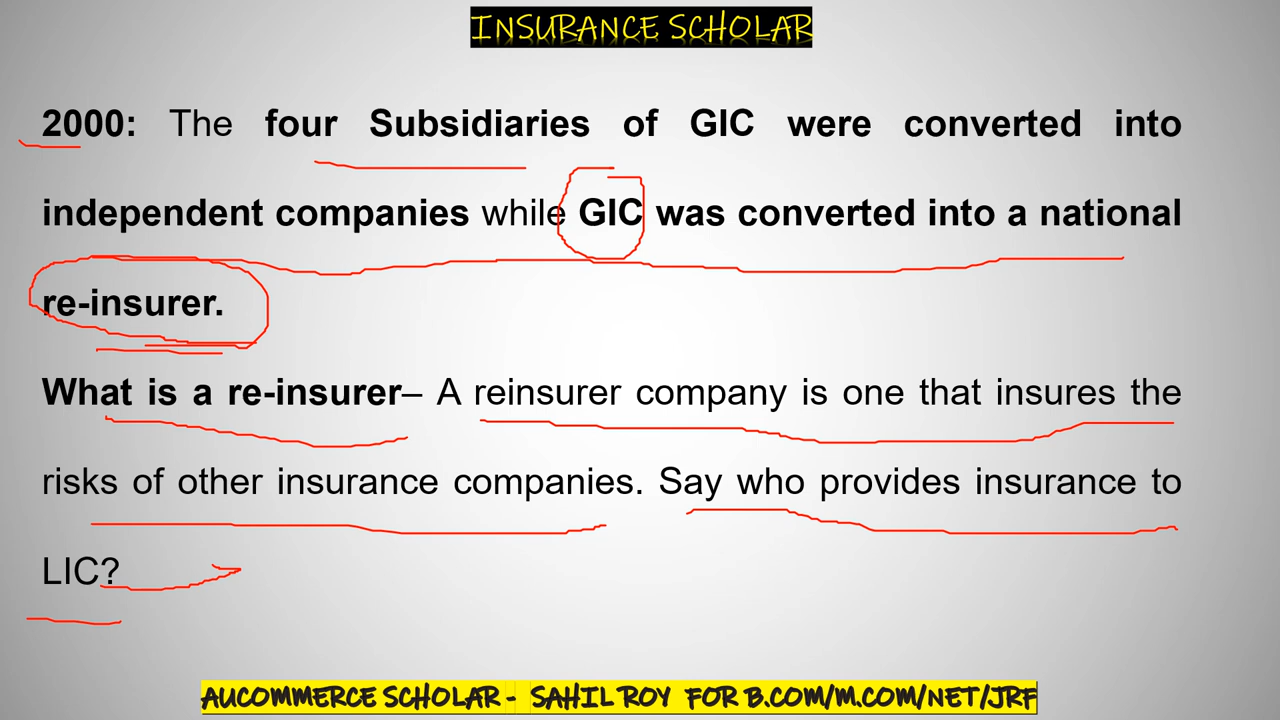 INSURANCE SCHOLAR
2000: The four Subsidiaries of GIC were converted into
independent companies while GIC was converted into a national
re-insurer.
What is a re-insurer– A reinsurer company is one that insures the
risks of other insurance companies. Say who provides insurance to
LIC?
AUCOMMERCE SCHOLAR - SAHIL ROY FOR B.COM/M.COM/NET/JRF